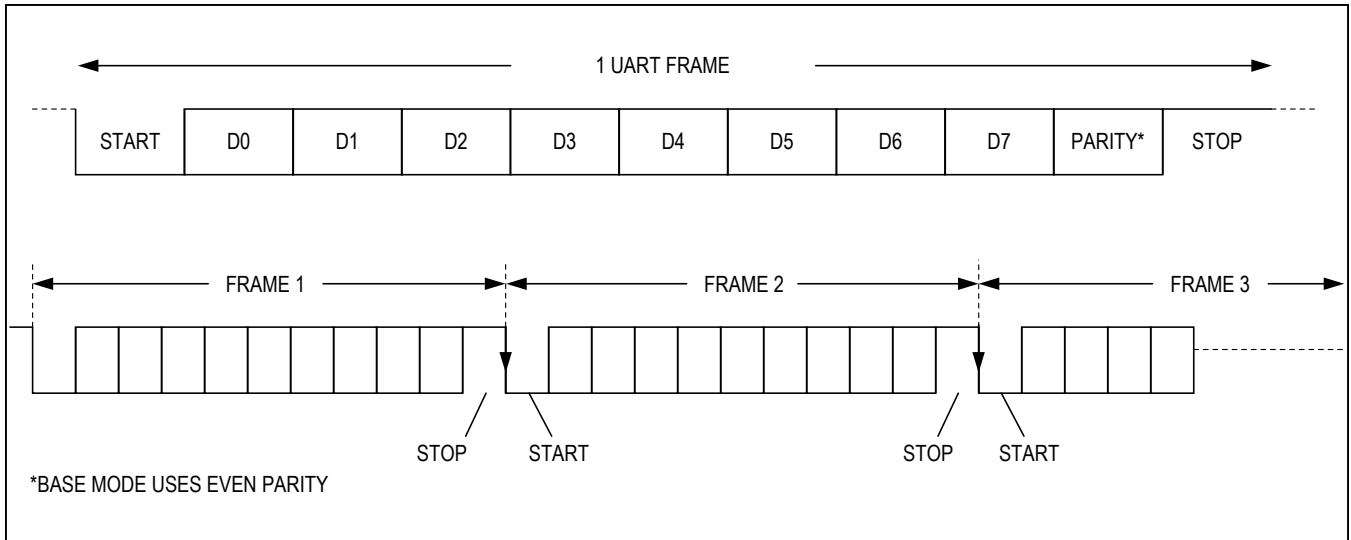 1 UART FRAME
START D0 D1 D2 D3 D4 D5 D6 D7 PARITY* STOP
FRAME 1 FRAME 2 FRAME 3
STOP START STOP START
*BASE MODE USES EVEN PARITY